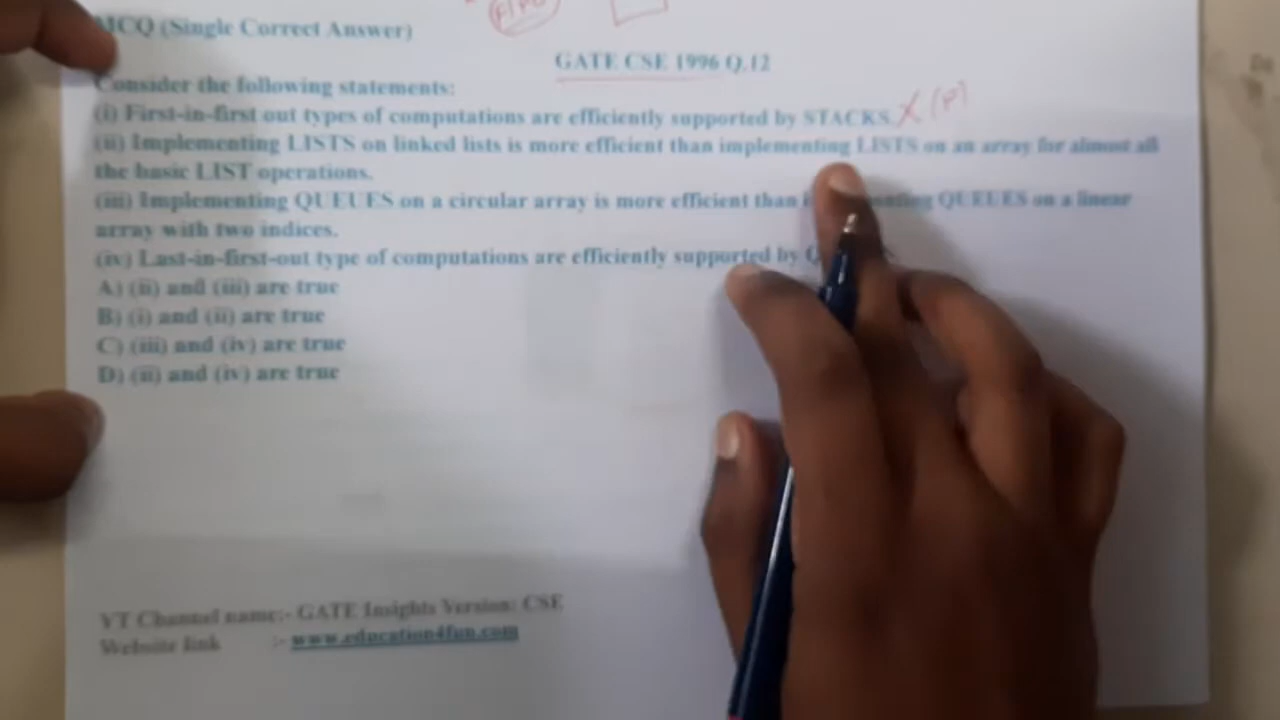 MCQ (Single Correct Answer)
GATE CSE 1996 Q.12
Consider the following statements:
(i) First-in-first out types of computations are efficiently supported by STACKS. X (F)
(ii) Implementing LISTS on linked lists is more efficient than implementing LISTS on an array for almost all
the basic LIST operations.
(iii) Implementing QUEUES on a circular array is more efficient than QUEUES on a linear
array with two indices.
(iv) Last-in-first-out type of computations are efficiently supported by
A) (ii) and (iii) are true
B) (i) and (ii) are true
C) (iii) and (iv) are true
D) (ii) and (iv) are true
YT Channel name:- GATE Insights Version: CSE
Website link :- www.education4fun.com